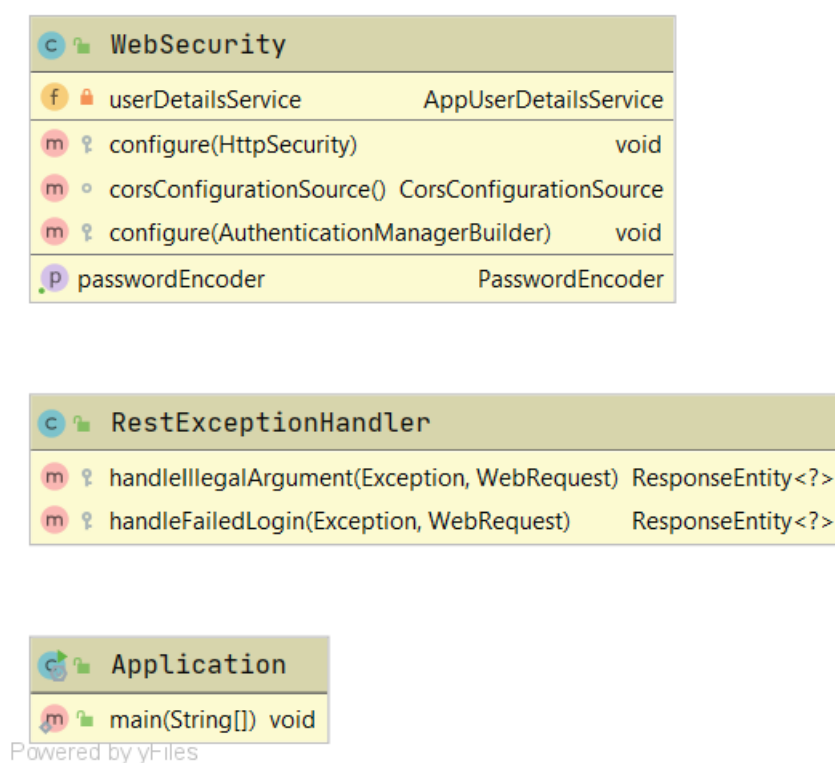 WebSecurity
f userDetailsService AppUserDetailsService
m configure(HttpSecurity) void
m corsConfigurationSource() CorsConfigurationSource
m configure(AuthenticationManagerBuilder) void
p passwordEncoder PasswordEncoder
c RestExceptionHandler
m handleIllegalArgument(Exception, WebRequest) ResponseEntity<?>
m handleFailedLogin(Exception, WebRequest) ResponseEntity<?>
c Application
m main(String[]) void
Powered by yFiles